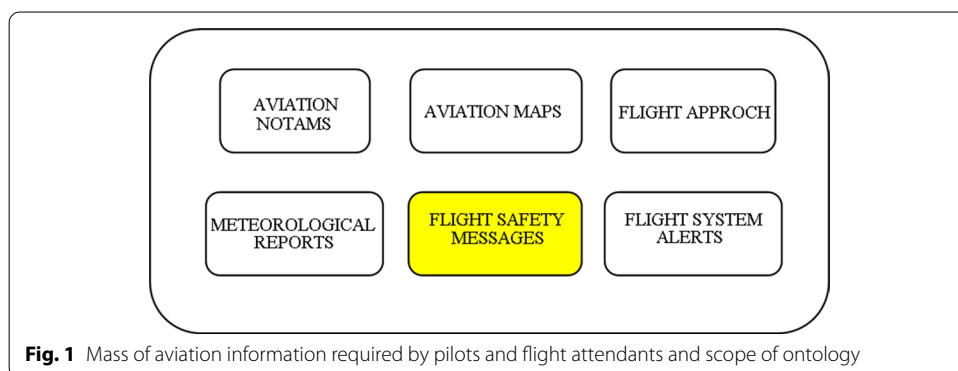 AVIATION
NOTAMS
AVIATION MAPS
FLIGHT APPROCH
METEOROLOGICAL
REPORTS
FLIGHT SAFETY
MESSAGES
FLIGHT SYSTEM
ALERTS
Fig. 1 Mass of aviation information required by pilots and flight attendants and scope of ontology